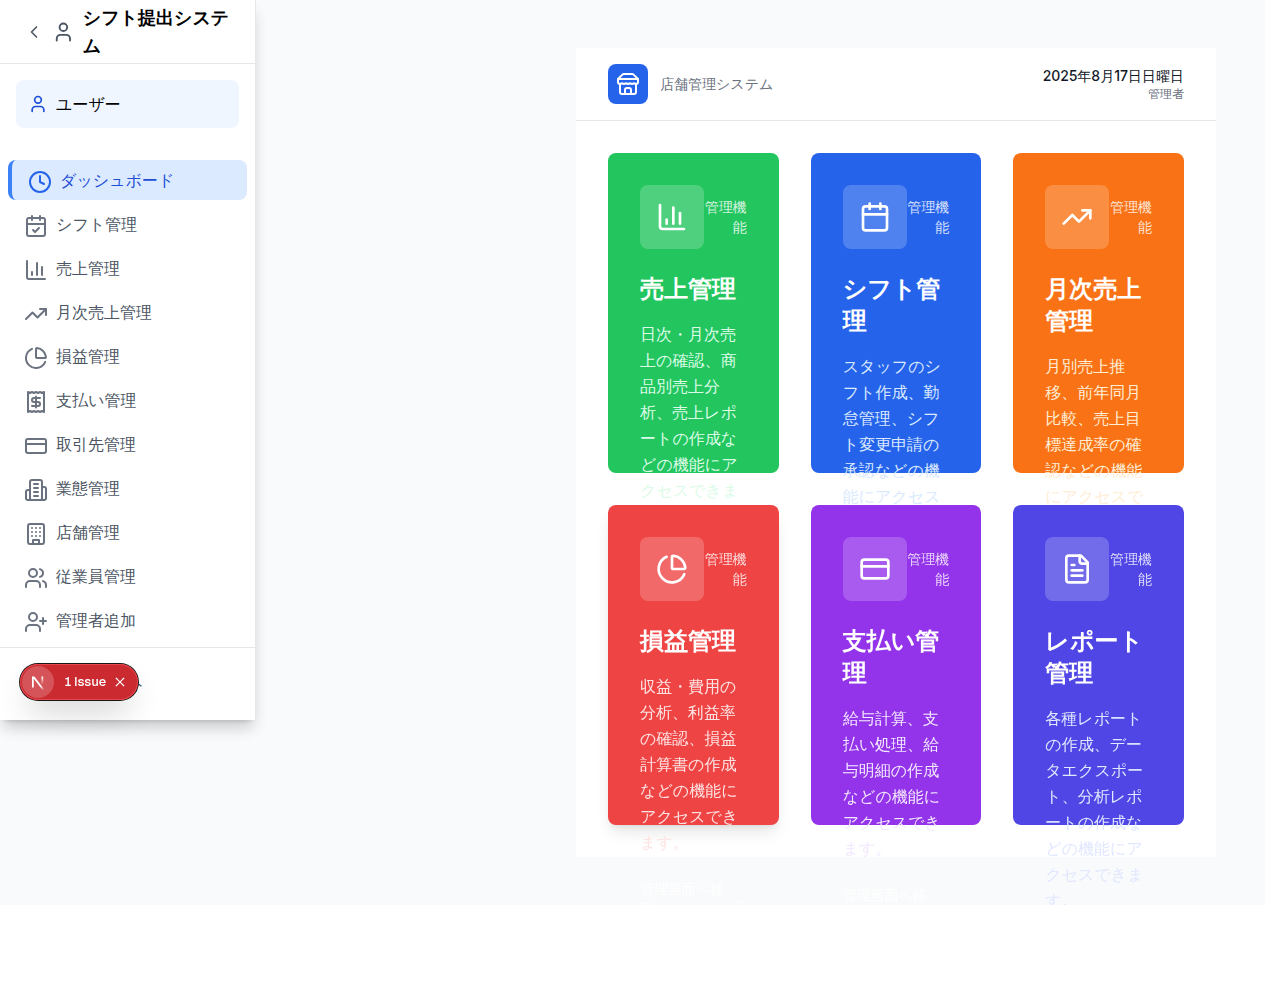 シフト提出システ
ム
ユーザー
ダッシュボード
シフト管理
売上管理
月次売上管理
損益管理
支払い管理
取引先管理
業態管理
店舗管理
従業員管理
管理者追加
1 Issue
店舗管理システム
2025年8月17日日曜日
管理者
管理機
能
売上管理
日次・月次売
上の確認、商
品別売上分
析、売上レポ
ートの作成な
どの機能にア
クセスできま
管理機
能
シフト管
理
スタッフのシ
フト作成、勤
怠管理、シフ
ト変更申請の
承認などの機
能にアクセス
管理機
能
月次売上
管理
月別売上推
移、前年同月
比較、売上目
標達成率の確
認などの機能
にアクセスで
管理機
能
損益管理
収益・費用の
分析、利益率
の確認、損益
計算書の作成
などの機能に
アクセスでき
ます。
管理機
能
支払い管
理
給与計算、支
払い処理、給
与明細の作成
などの機能に
アクセスでき
ます。
管理機
能
レポート
管理
各種レポート
の作成、デー
タエクスポー
ト、分析レポ
ートの作成な
どの機能にア
クセスできま
す。